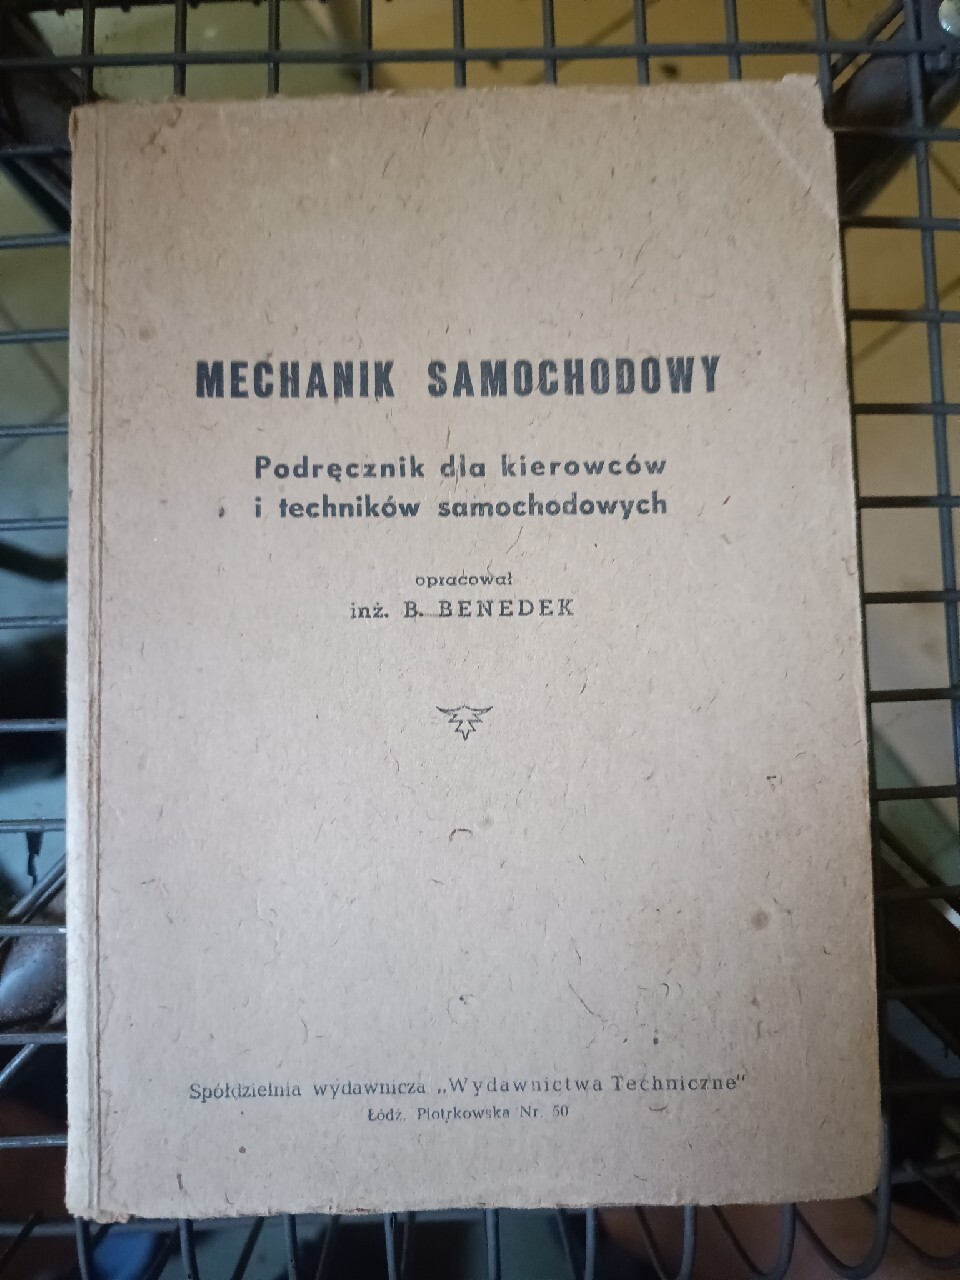 MECHANIK SAMOCHODOWY
Podręcznik dla kierowców
i techników samochodowych
opracował
inż. B. BENEDEK
Spółdzielnia wydawnicza „Wydawnictwa Techniczne"
Łódź, Piotrkowska Nr. 50